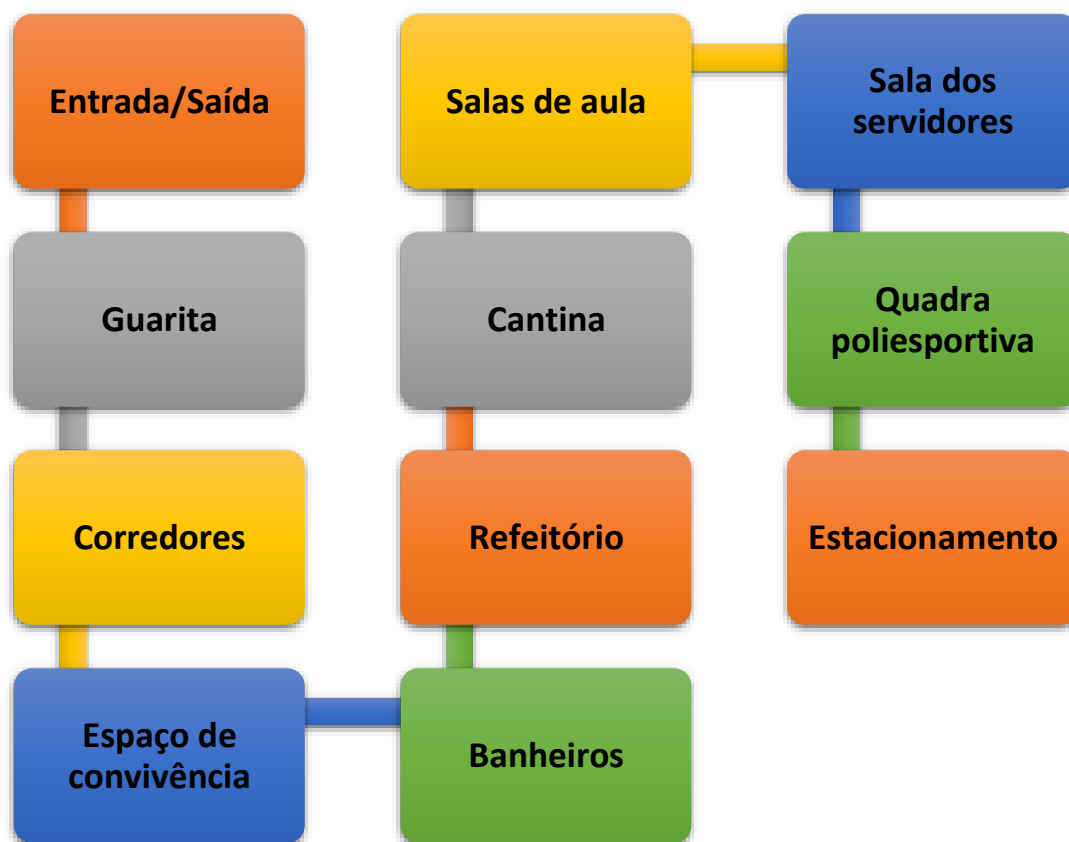 Entrada/Saída
Guarita
Corredores
Espaço de
convivência
Banheiros
Refeitório
Cantina
Salas de aula
Sala dos
servidores
Quadra
poliesportiva
Estacionamento